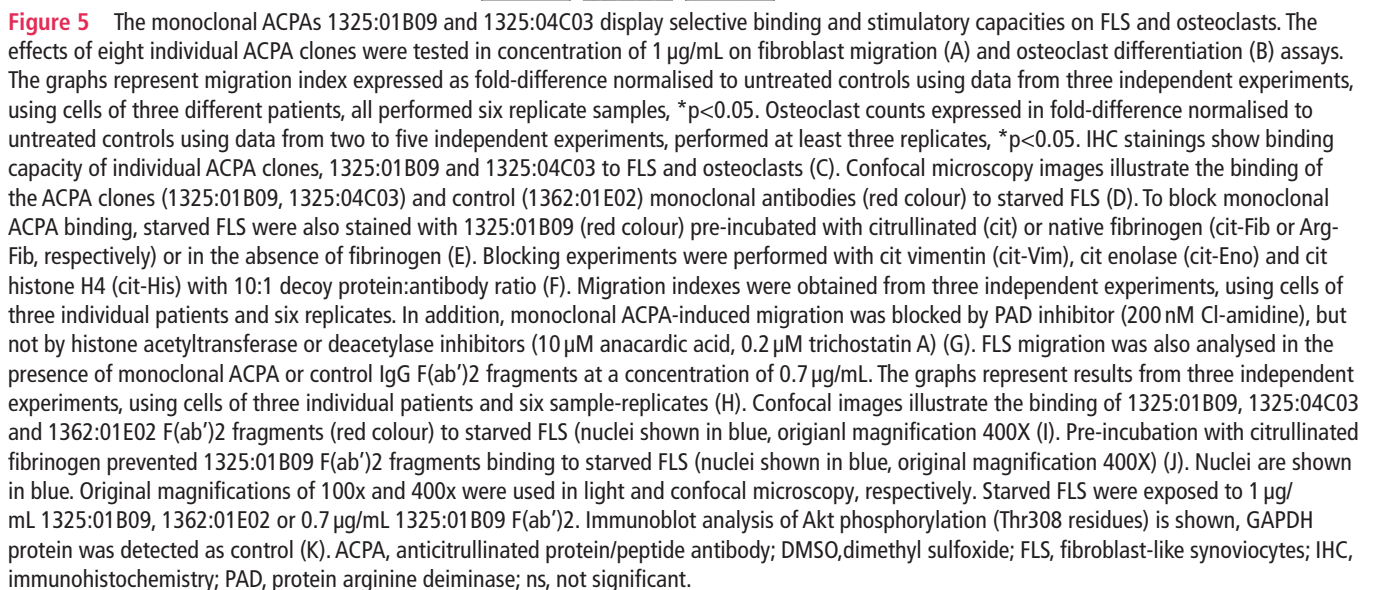 Figure 5 The monoclonal ACPAs 1325:01B09 and 1325:04C03 display selective binding and stimulatory capacities on FLS and osteoclasts. The
effects of eight individual ACPA clones were tested in concentration of 1 µg/mL on fibroblast migration (A) and osteoclast differentiation (B) assays.
The graphs represent migration index expressed as fold-difference normalised to untreated controls using data from three independent experiments,
using cells of three different patients, all performed six replicate samples, *p<0.05. Osteoclast counts expressed in fold-difference normalised to
untreated controls using data from two to five independent experiments, performed at least three replicates, *p<0.05. IHC stainings show binding
capacity of individual ACPA clones, 1325:01B09 and 1325:04C03 to FLS and osteoclasts (C). Confocal microscopy images illustrate the binding of
the ACPA clones (1325:01B09, 1325:04C03) and control (1362:01E02) monoclonal antibodies (red colour) to starved FLS (D). To block monoclonal
ACPA binding, starved FLS were also stained with 1325:01B09 (red colour) pre-incubated with citrullinated (cit) or native fibrinogen (cit-Fib or Arg-
Fib, respectively) or in the absence of fibrinogen (E). Blocking experiments were performed with cit vimentin (cit-Vim), cit enolase (cit-Eno) and cit
histone H4 (cit-His) with 10:1 decoy protein:antibody ratio (F). Migration indexes were obtained from three independent experiments, using cells of
three individual patients and six replicates. In addition, monoclonal ACPA-induced migration was blocked by PAD inhibitor (200 nM Cl-amidine), but
not by histone acetyltransferase or deacetylase inhibitors (10 µM anacardic acid, 0.2 µM trichostatin A) (G). FLS migration was also analysed in the
presence of monoclonal ACPA or control IgG F(ab')2 fragments at a concentration of 0.7 µg/mL. The graphs represent results from three independent
experiments, using cells of three individual patients and six sample-replicates (H). Confocal images illustrate the binding of 1325:01B09, 1325:04C03
and 1362:01E02 F(ab')2 fragments (red colour) to starved FLS (nuclei shown in blue, origianl magnification 400X (I). Pre-incubation with citrullinated
fibrinogen prevented 1325:01B09 F(ab')2 fragments binding to starved FLS (nuclei shown in blue, original magnification 400X) (J). Nuclei are shown
in blue. Original magnifications of 100x and 400x were used in light and confocal microscopy, respectively. Starved FLS were exposed to 1 µg/
mL 1325:01B09, 1362:01E02 or 0.7 µg/mL 1325:01B09 F(ab')2. Immunoblot analysis of Akt phosphorylation (Thr308 residues) is shown, GAPDH
protein was detected as control (K). ACPA, anticitrullinated protein/peptide antibody; DMSO,dimethyl sulfoxide; FLS, fibroblast-like synoviocytes; IHC,
immunohistochemistry; PAD, protein arginine deiminase; ns, not significant.